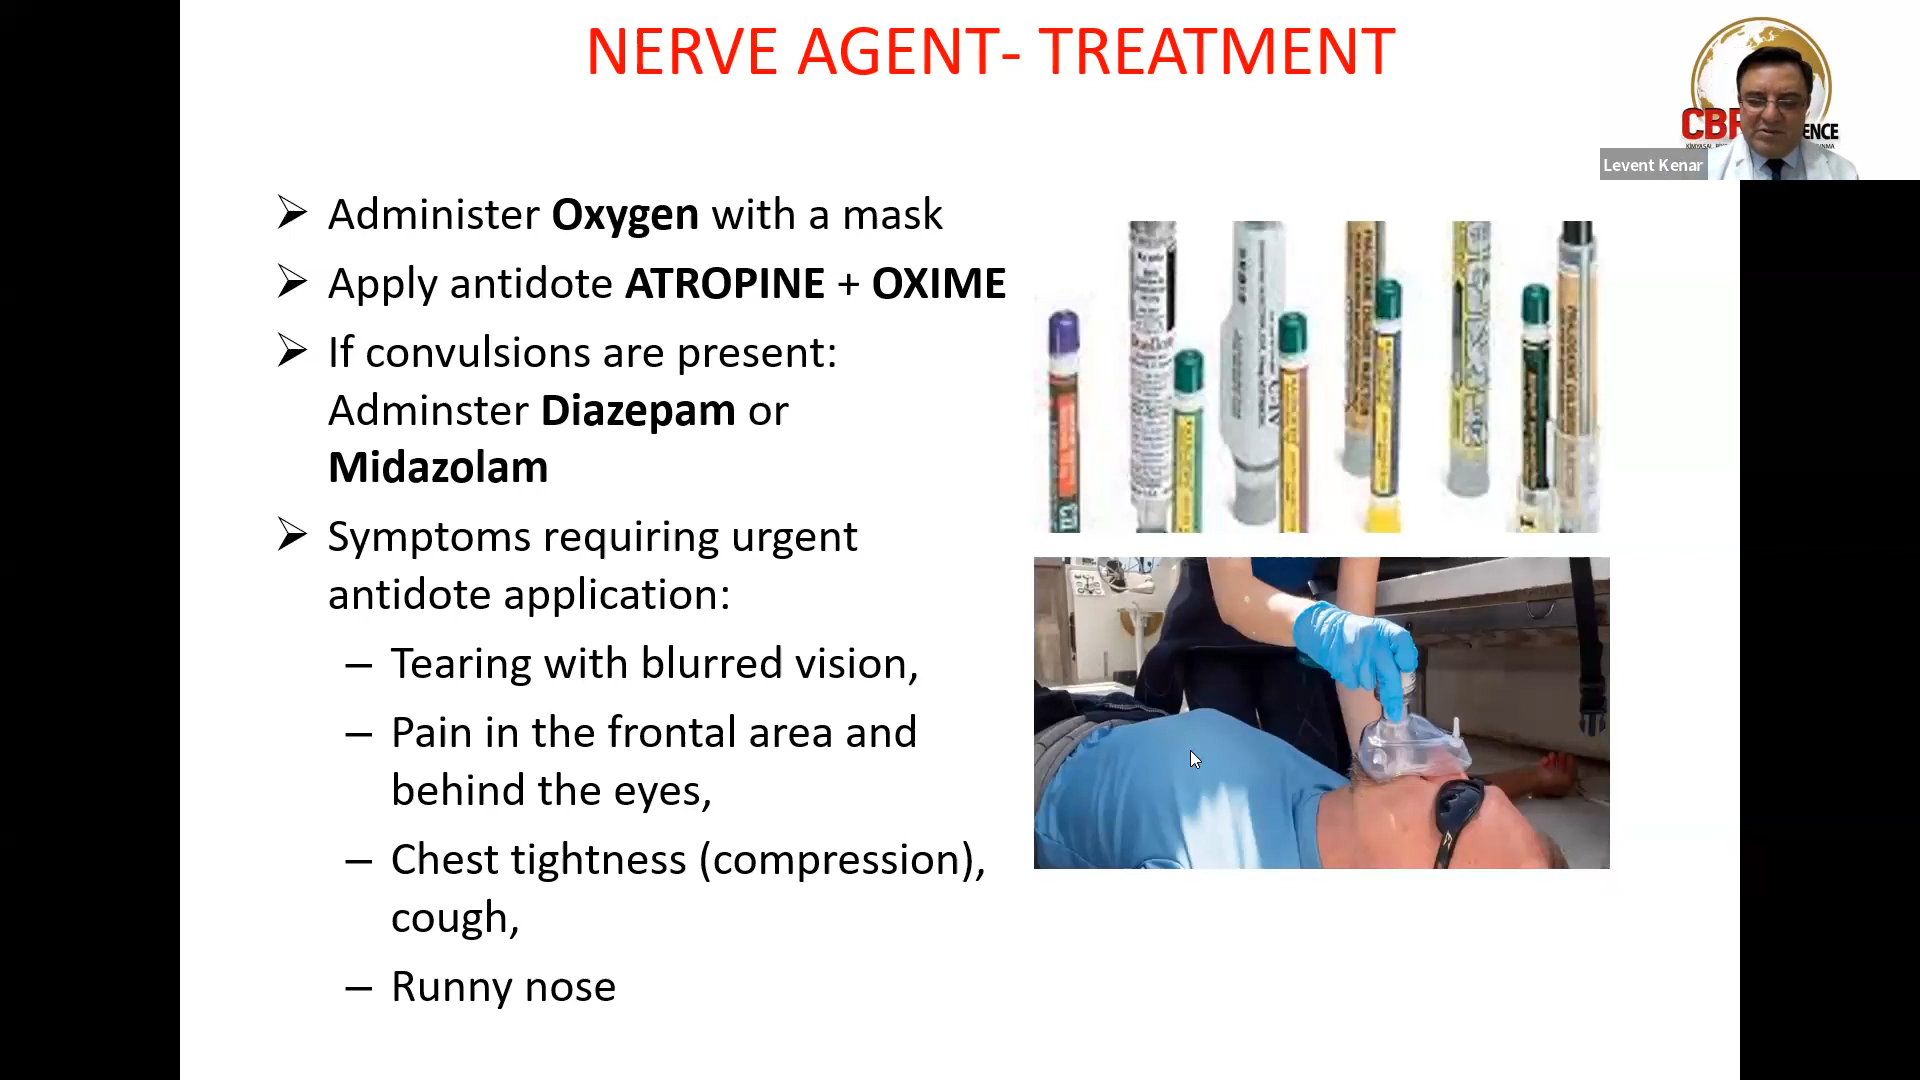 NERVE AGENT- TREATMENT
CBR
ENCE
Levent Kenar
➢ Administer Oxygen with a mask
➢ Apply antidote ATROPINE + OXIME
➢ If convulsions are present:
Adminster Diazepam or
Midazolam
➢ Symptoms requiring urgent
antidote application:
– Tearing with blurred vision,
– Pain in the frontal area and
behind the eyes,
– Chest tightness (compression),
cough,
– Runny nose